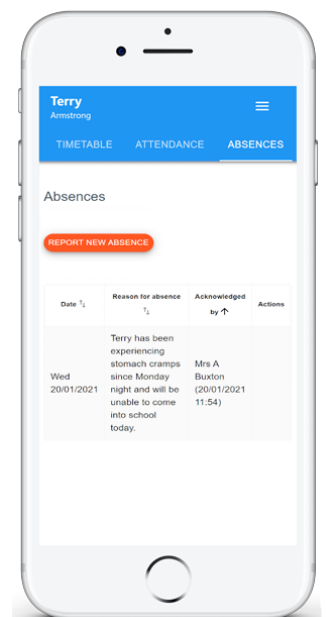 Terry
Armstrong
TIMETABLE ATTENDANCE ABSENCES
Absences
REPORT NEW ABSENCE
Date Reason for absence Acknowledged by Actions
Wed 20/01/2021
Terry has been
experiencing
stomach cramps
since Monday
night and will be
unable to come
into school
today.
Mrs A
Buxton
(20/01/2021
11:54)